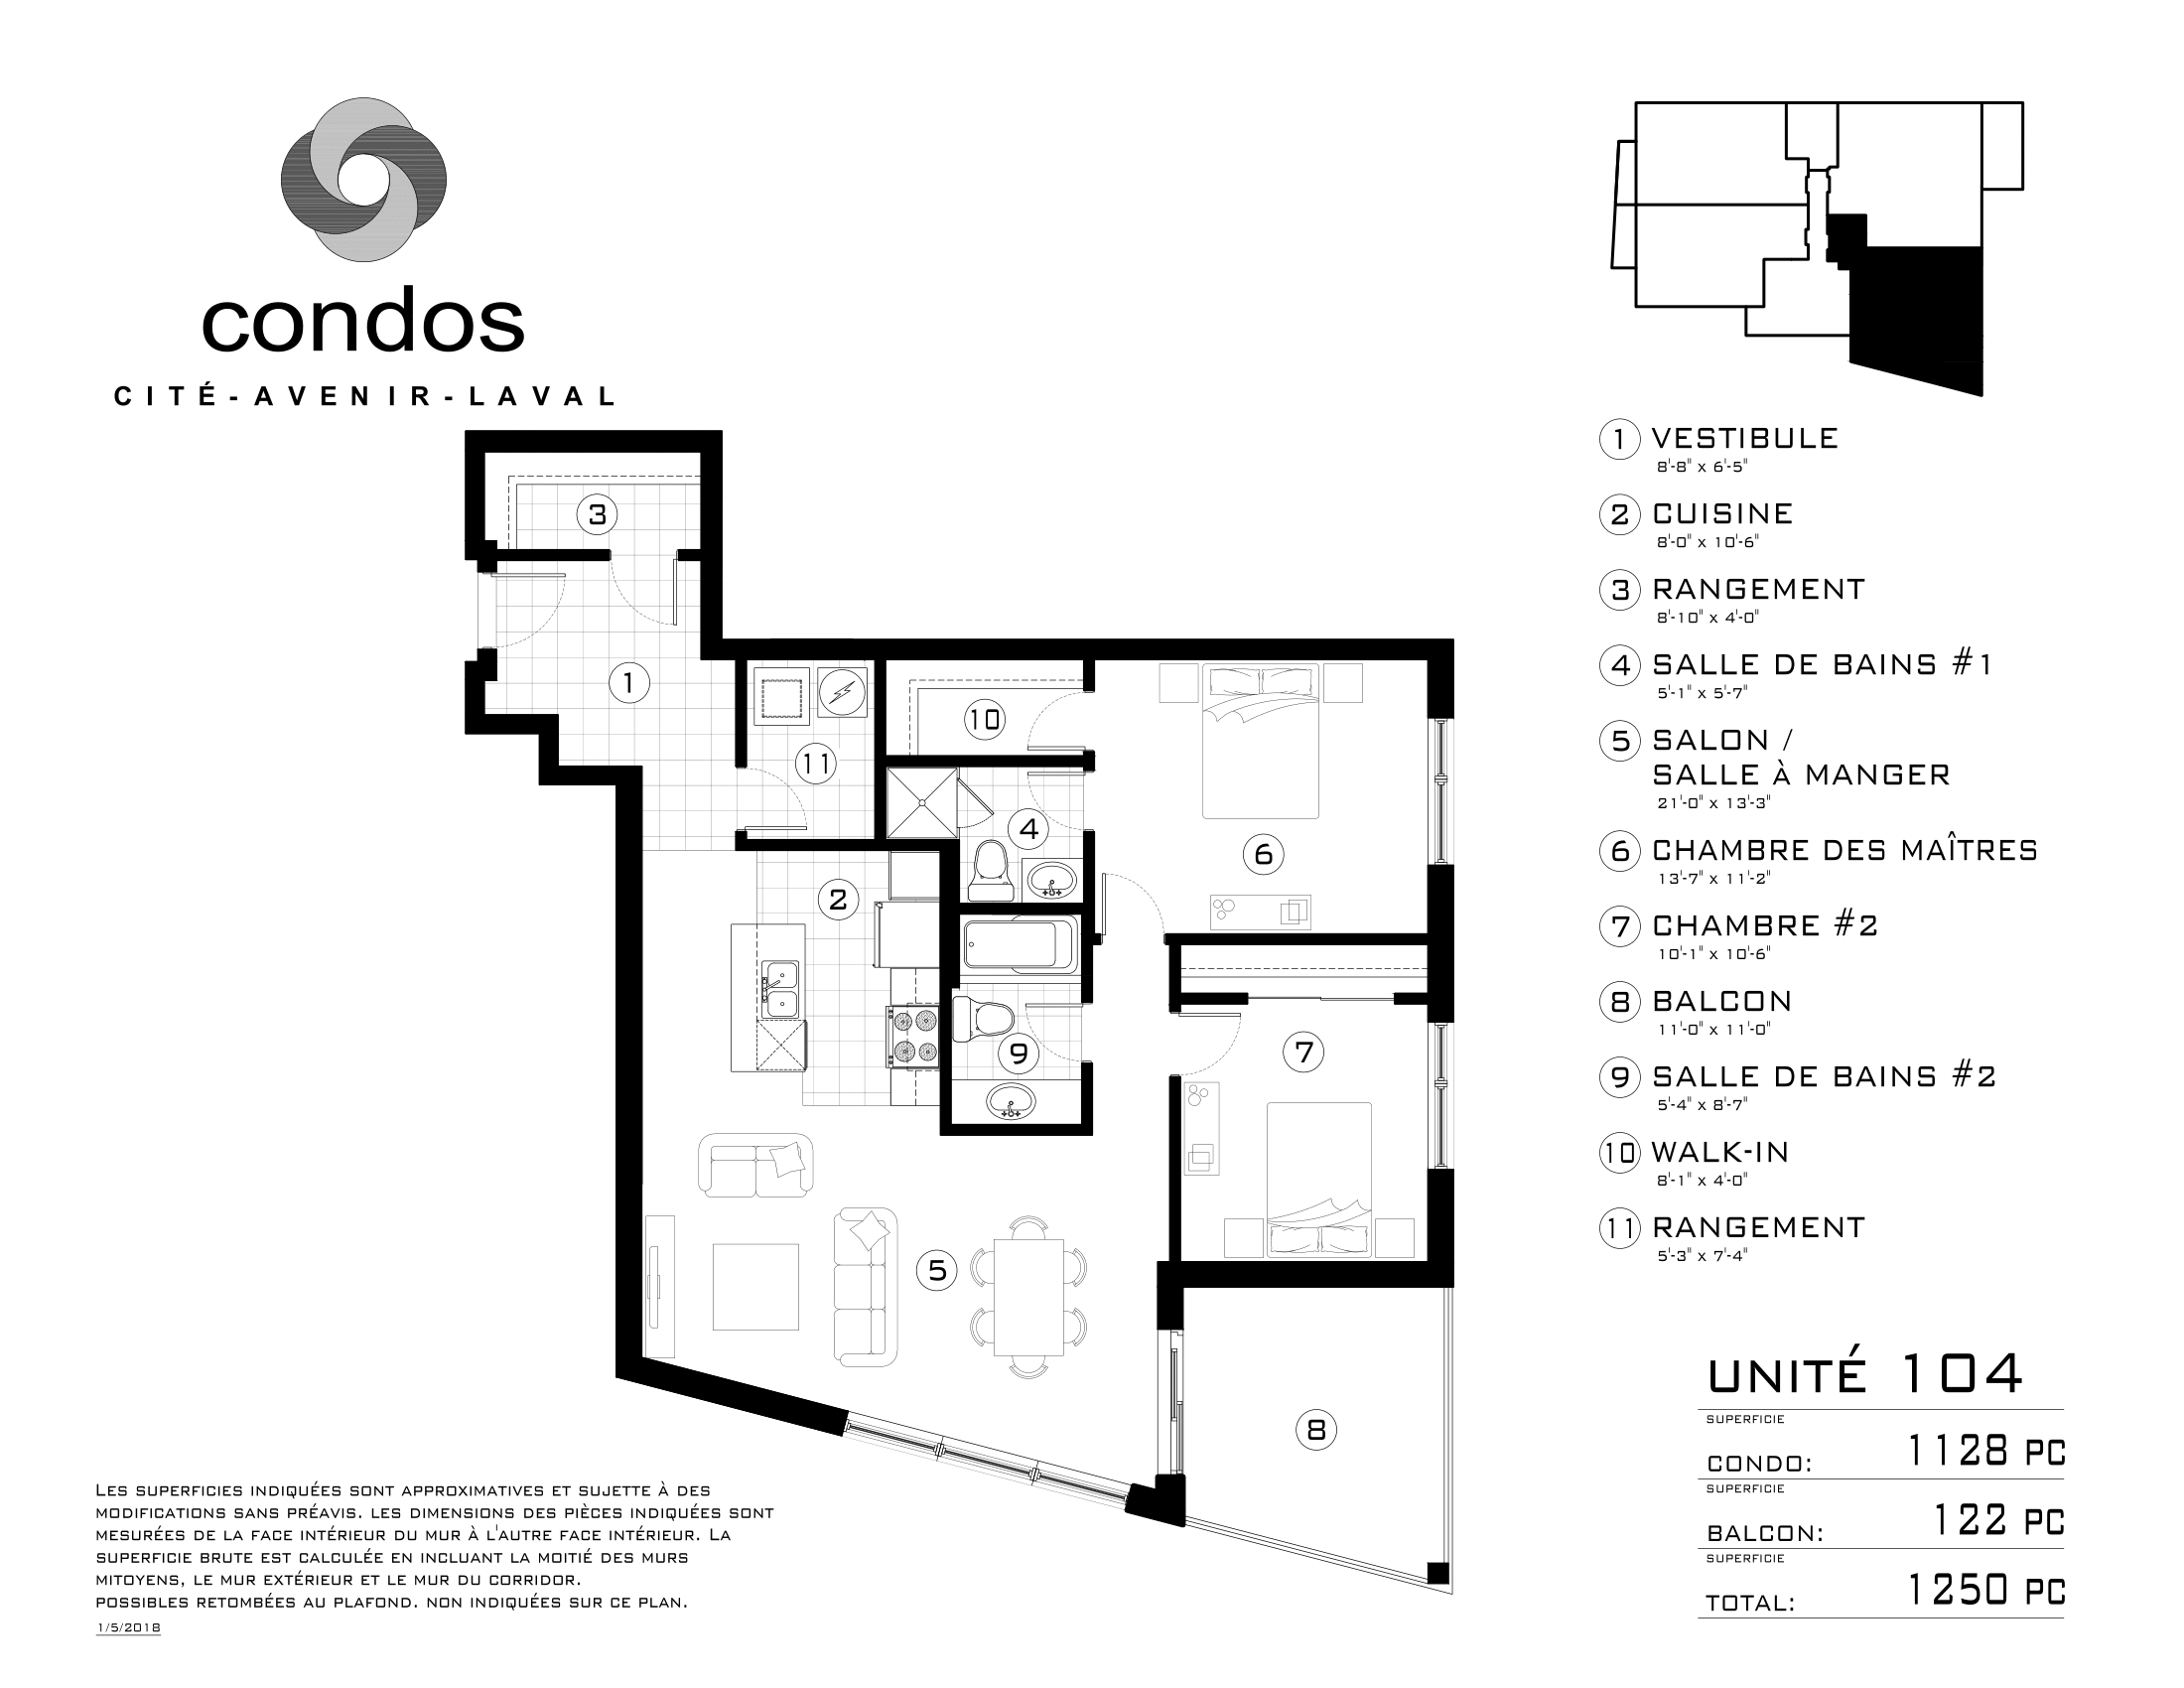 condos
CITÉ-AVENIR-LAVAL
1 VESTIBULE
8'-8" x 6'-5"
2 CUISINE
8'-0" x 10'-6"
3 RANGEMENT
8'-10" x 4'-0"
4 SALLE DE BAINS #1
5'-1" x 5'-7"
5 SALON /
SALLE À MANGER
21'-0" x 13'-3"
6 CHAMBRE DES MAÎTRES
13'-7" x 11'-2"
7 CHAMBRE #2
10'-1" x 10'-6"
8 BALCON
11'-0" x 11'-0"
9 SALLE DE BAINS #2
5'-4" x 8'-7"
10 WALK-IN
8'-1" x 4'-0"
11 RANGEMENT
5'-3" x 7'-4"
3
1
10
11
4
6
2
9
7
5
8
UNITÉ 104
SUPERFICIE
CONDO: 1128 PC
SUPERFICIE
BALCON: 122 PC
SUPERFICIE
TOTAL: 1250 PC
LES SUPERFICIES INDIQUÉES SONT APPROXIMATIVES ET SUJETTE À DES
MODIFICATIONS SANS PRÉAVIS. LES DIMENSIONS DES PIÈCES INDIQUÉES SONT
MESURÉES DE LA FACE INTÉRIEUR DU MUR À L'AUTRE FACE INTÉRIEUR. LA
SUPERFICIE BRUTE EST CALCULÉE EN INCLUANT LA MOITIÉ DES MURS
MITOYENS, LE MUR EXTÉRIEUR ET LE MUR DU CORRIDOR.
POSSIBLES RETOMBÉES AU PLAFOND. NON INDIQUÉES SUR CE PLAN.
1/5/2018